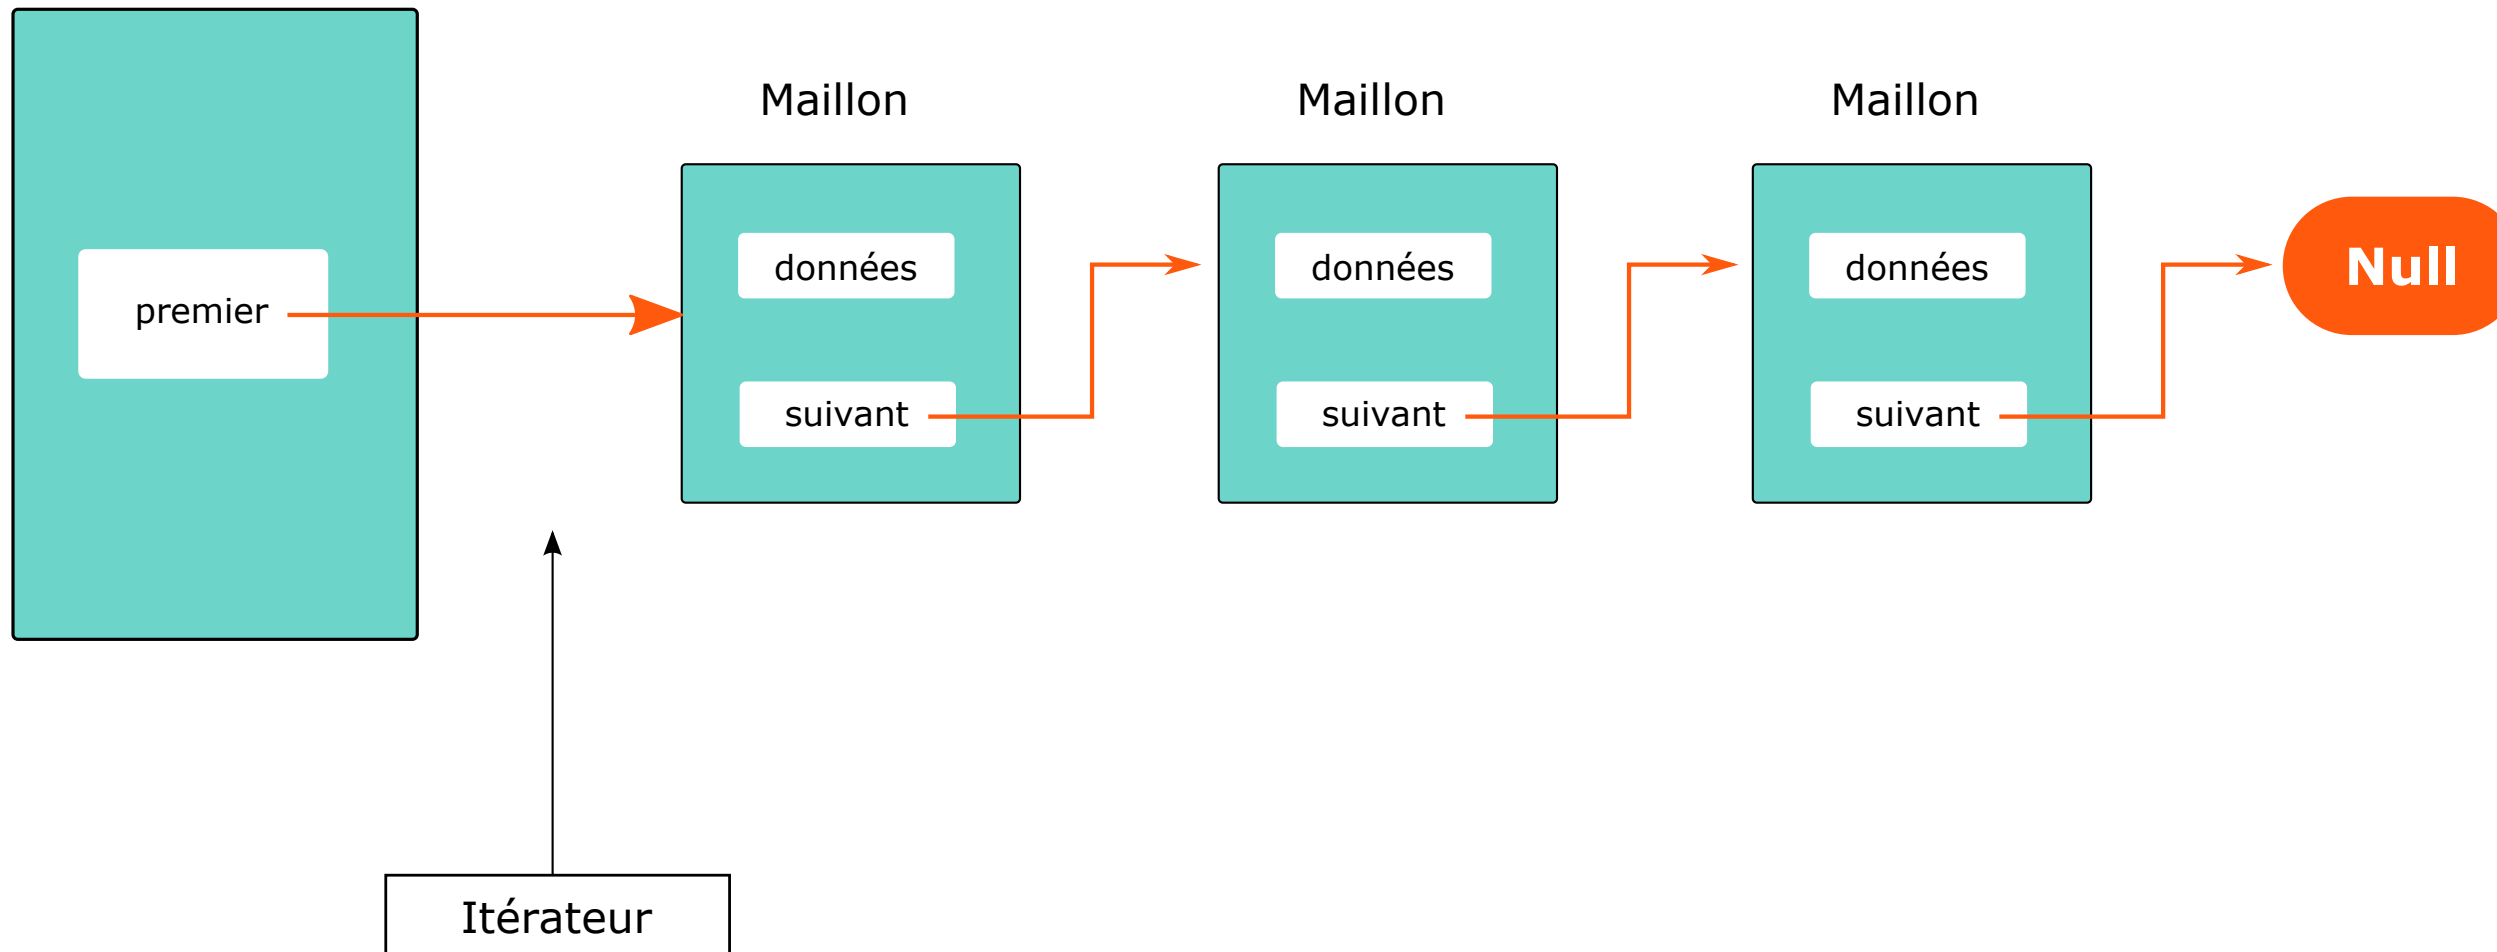 Maillon
Maillon
Maillon
premier
données
suivant
données
suivant
données
suivant
Null
Itérateur